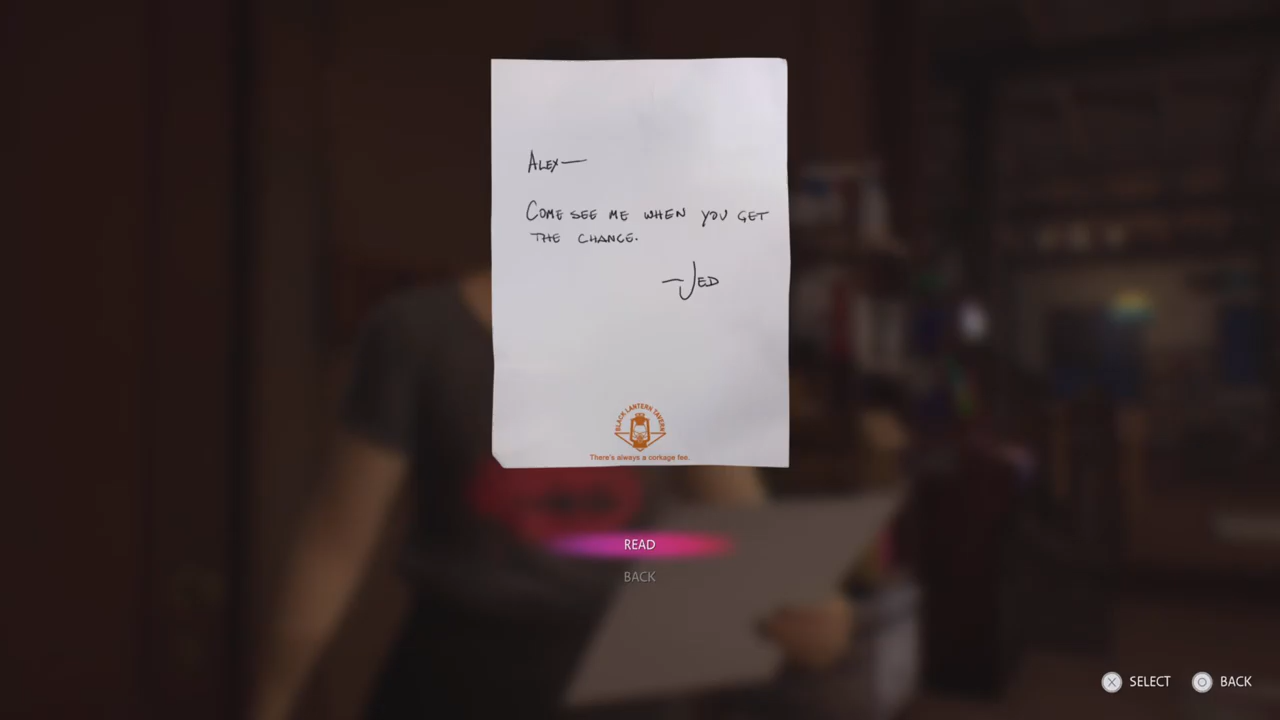 ALEX—
COME SEE ME WHEN YOU GET
THE CHANCE.
—JED
BLACK LANTERN TAVERN
There's always a corkage fee.
READ
BACK
SELECT
BACK